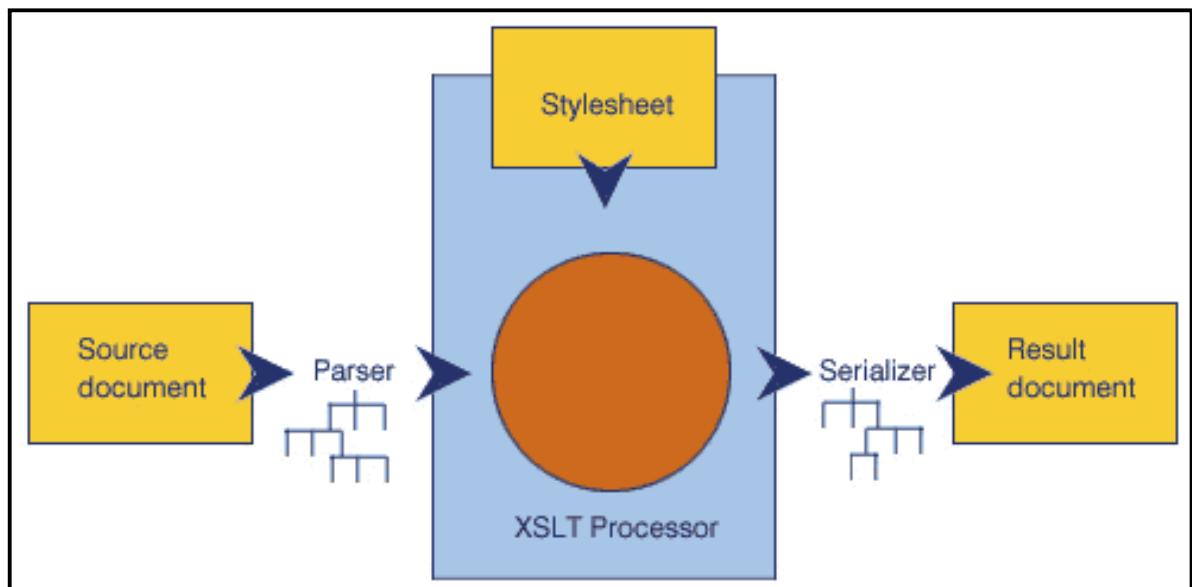 Stylesheet
Source
document
Parser
Serializer
Result
document
XSLT Processor